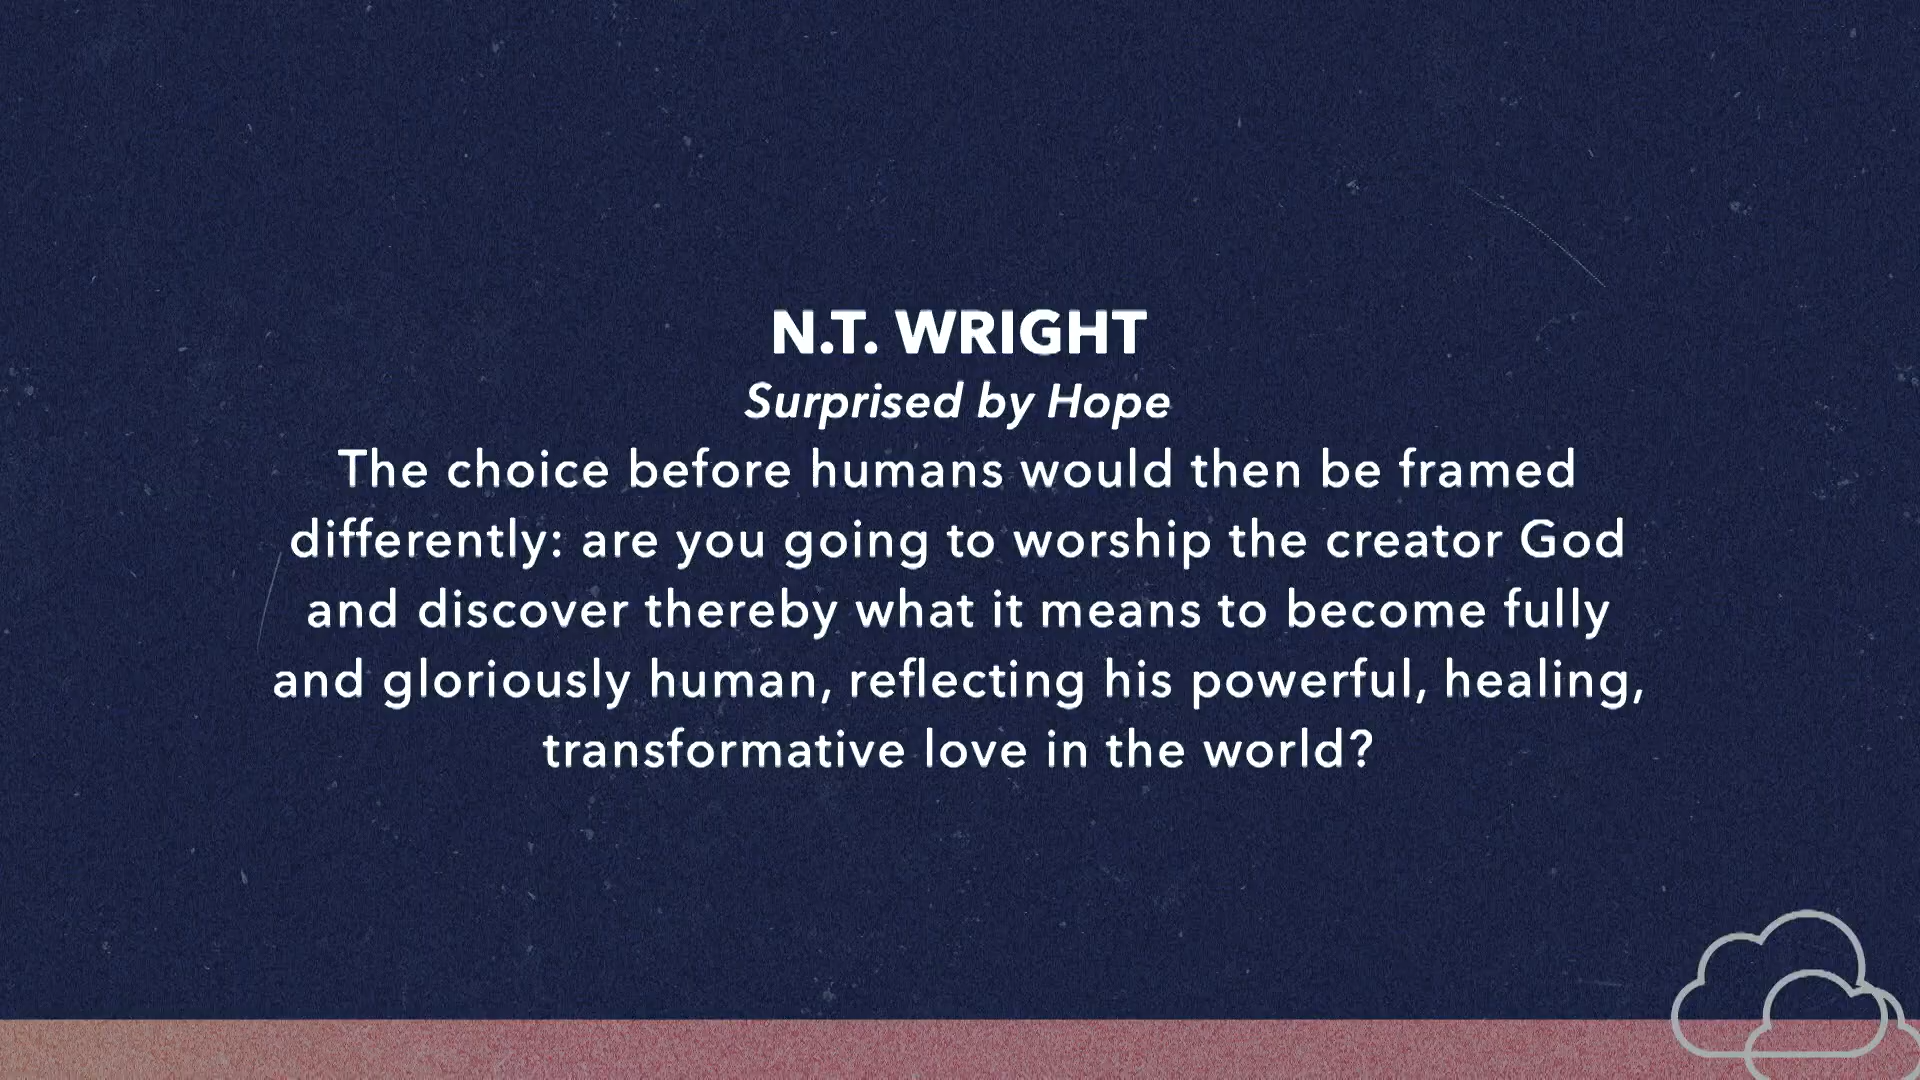 N.T. WRIGHT
Surprised by Hope
The choice before humans would then be framed
differently: are you going to worship the creator God
and discover thereby what it means to become fully
and gloriously human, reflecting his powerful, healing,
transformative love in the world?